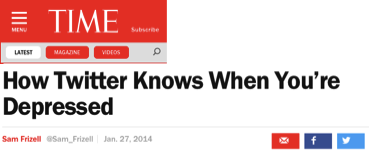 TIME
MENU
Subscribe
LATEST MAGAZINE VIDEOS
How Twitter Knows When You’re
Depressed
Sam Frizell @Sam_Frizell Jan. 27, 2014